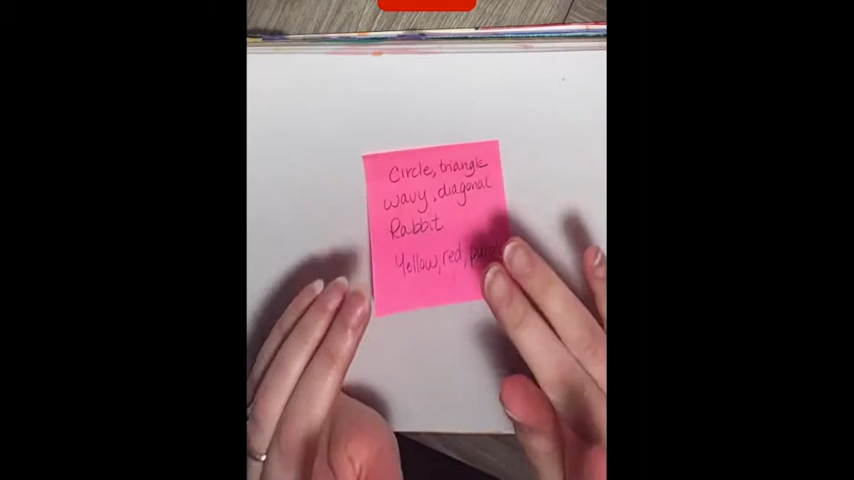 Circle, triangle
wavy, diagonal
Rabbit
Yellow, red,